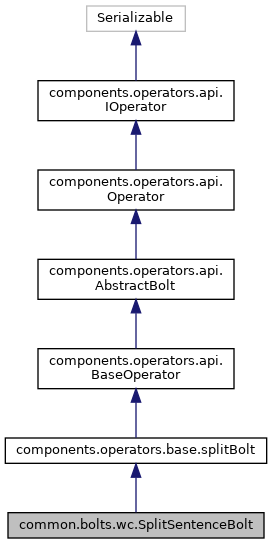 Serializable
components.operators.api.
IOperator
components.operators.api.
Operator
components.operators.api.
AbstractBolt
components.operators.api.
BaseOperator
components.operators.base.splitBolt
common.bolts.wc.SplitSentenceBolt